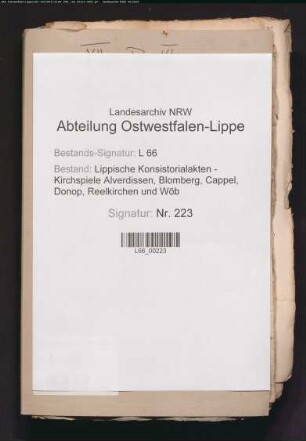 Landesarchiv NRW
Abteilung Ostwestfalen-Lippe
Bestands-Signatur: L 66
Bestand: Lippische Konsistorialakten -
Kirchspiele Alverdissen, Blomberg, Cappel,
Donop, Reelkirchen und Wöb
Signatur: Nr. 223
L66_00223